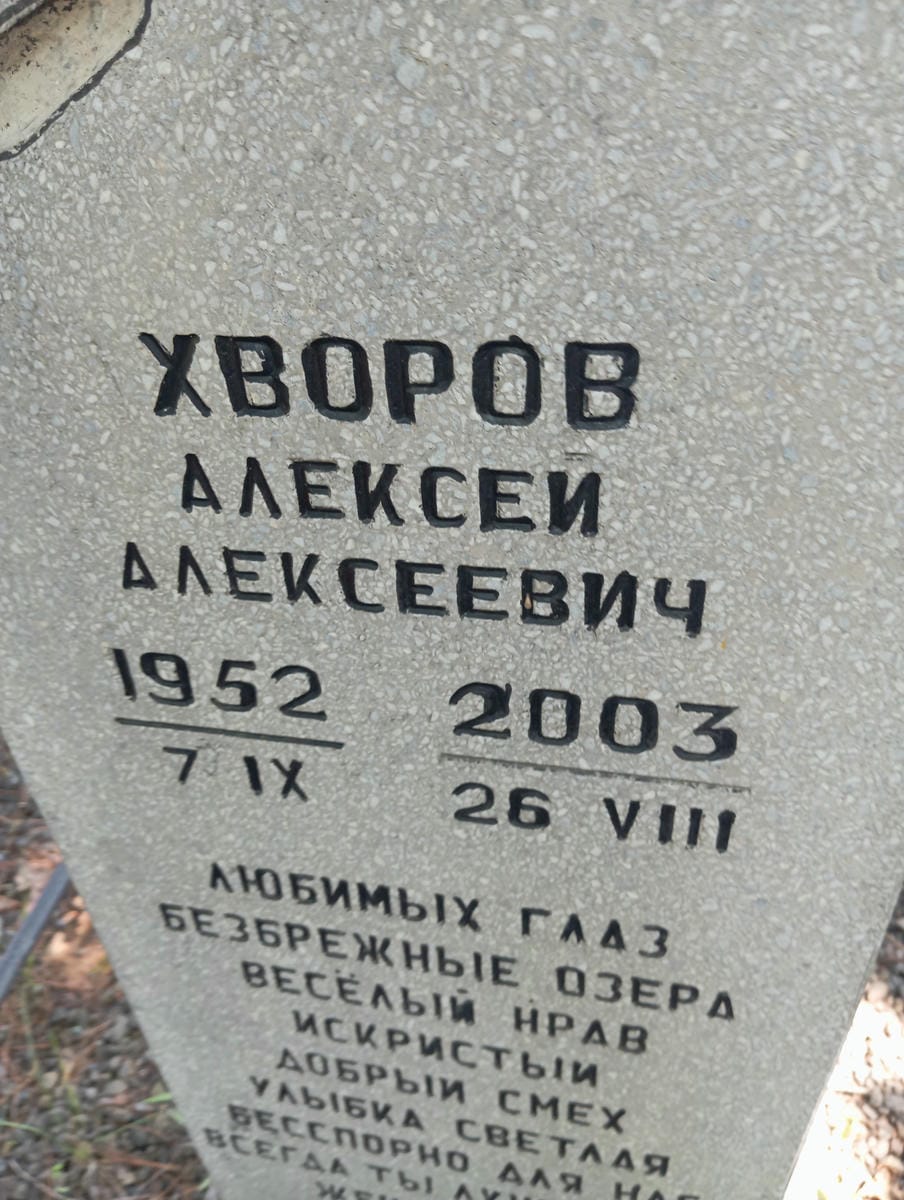 ХВОРОВ
АЛЕКСЕЙ
АЛЕКСЕЕВИЧ
1952 2003
7 IX 26 VIII
ЛЮБИМЫХ ГЛАЗ
БЕЗБРЕЖНЫЕ ОЗЕРА
ВЕСЁЛЫЙ НРАВ
ИСКРИСТЫЙ
ДОБРЫЙ СМЕХ
УЛЫБКА СВЕТЛАЯ
БЕССПОРНО ДЛЯ НАС
ВСЕГДА ТЫ